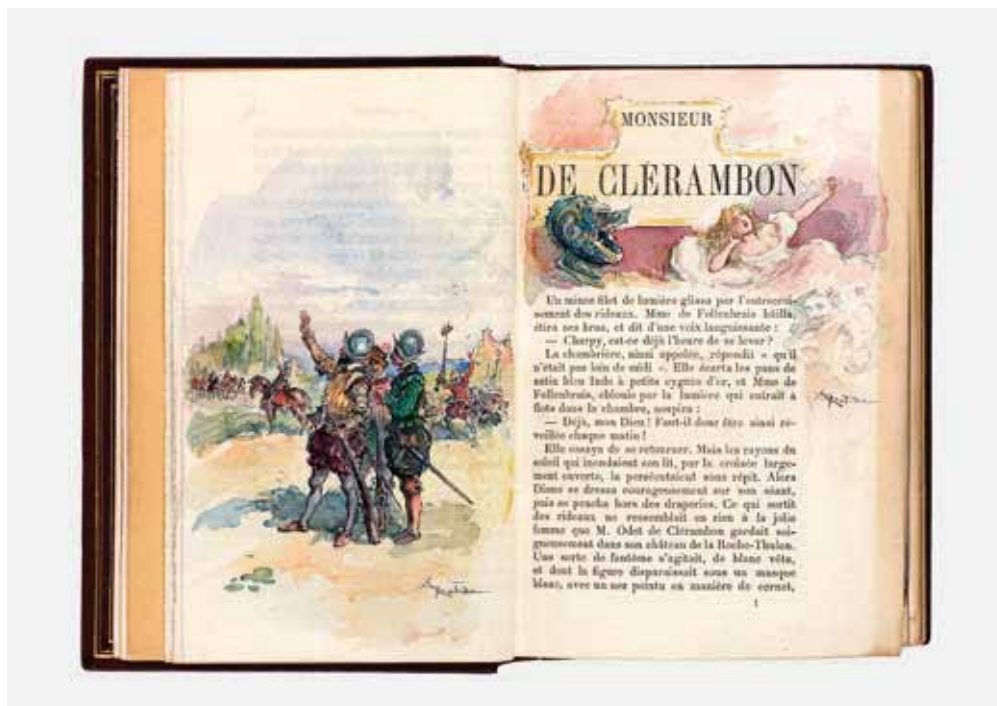 MONSIEUR
DE CLÉRAMBON
Un mince filet de lumière glissa par l'entrecroi-
sement des rideaux. Mme de Follenbrais bâilla,
étira ses bras, et dit d'une voix languissante :
— Charpy, est-ce déjà l'heure de se lever ?
La chambrière, ainsi appelée, répondit « qu'il
n'était pas loin de midi ». Elle écarta les pans de
satin bleu Inde à petits cygnes d'or, et Mme de
Follenbrais, éblouie par la lumière qui entrait à
flots dans la chambre, soupira :
— Déjà, mon Dieu ! Faut-il donc être ainsi ré-
veillée chaque matin !
Elle essaya de se retourner. Mais les rayons du
soleil qui inondaient son lit, par la croisée large-
ment ouverte, la persécutaient sans répit. Alors
Diane se dressa courageusement sur son séant,
puis se pencha hors des draperies. Ce qui sortit
des rideaux ne ressemblait en rien à la jolie
femme que M. Odet de Clérambon gardait soi-
gneusement dans son château de la Roche-Thulon.
Une sorte de fantôme s'agitait, de blanc vêtu,
et dont la figure disparaissait sous un masque
blanc, avec un nez pointu en manière de cornet,
1